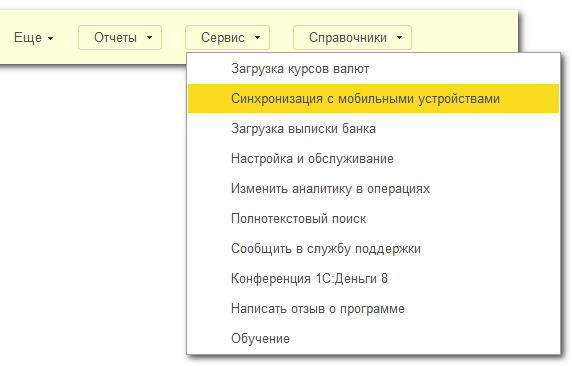 Еще Отчеты Сервис Справочники
Загрузка курсов валют
Синхронизация с мобильными устройствами
Загрузка выписки банка
Настройка и обслуживание
Изменить аналитику в операциях
Полнотекстовый поиск
Сообщить в службу поддержки
Конференция 1С:Деньги 8
Написать отзыв о программе
Обучение